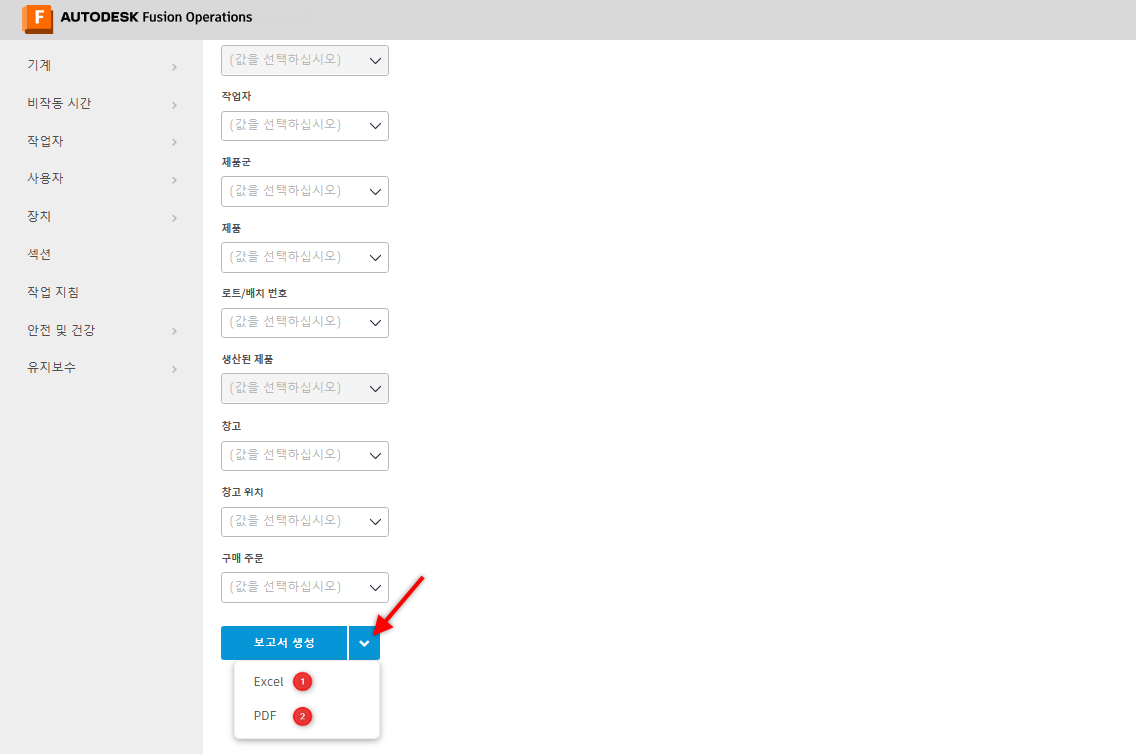 F AUTODESK Fusion Operations
기계
비작동 시간
작업자
사용자
장치
섹션
작업 지침
안전 및 건강
유지보수
(값을 선택하십시오)
작업자
(값을 선택하십시오)
제품군
(값을 선택하십시오)
제품
(값을 선택하십시오)
로트/배치 번호
(값을 선택하십시오)
생산된 제품
(값을 선택하십시오)
창고
(값을 선택하십시오)
창고 위치
(값을 선택하십시오)
구매 주문
(값을 선택하십시오)
보고서 생성
Excel 1
PDF 2